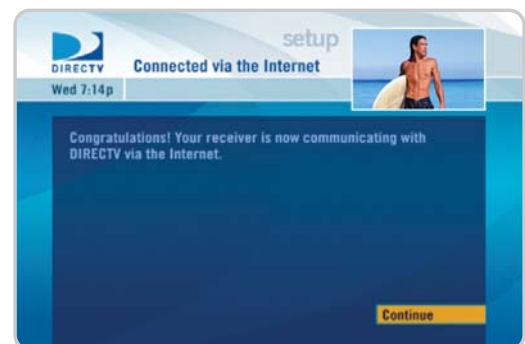 setup
DIRECTV
Connected via the Internet
Wed 7:14p
Congratulations! Your receiver is now communicating with
DIRECTV via the Internet.
Continue